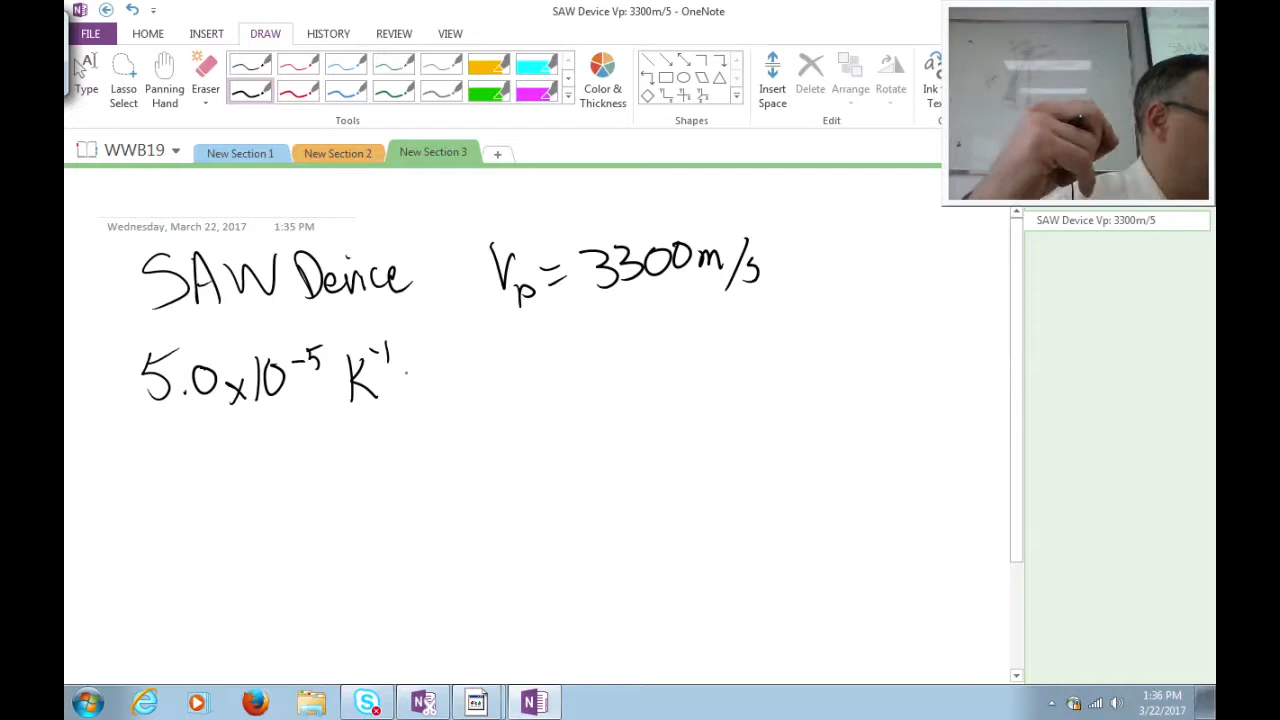 SAW Device Vp: 3300m/5 - OneNote
FILE HOME INSERT DRAW HISTORY REVIEW VIEW
Type
Lasso Select
Panning Hand
Eraser
Color & Thickness
Insert Space
Delete
Arrange
Rotate
Ink to
Tools
Shapes
Edit
WWB19
New Section 1
New Section 2
New Section 3
SAW Device Vp: 3300m/5
Wednesday, March 22, 2017 1:35 PM
SAW Device Vp = 3300m/s
5.0x10⁻⁵ K⁻¹
1:36 PM
3/22/2017